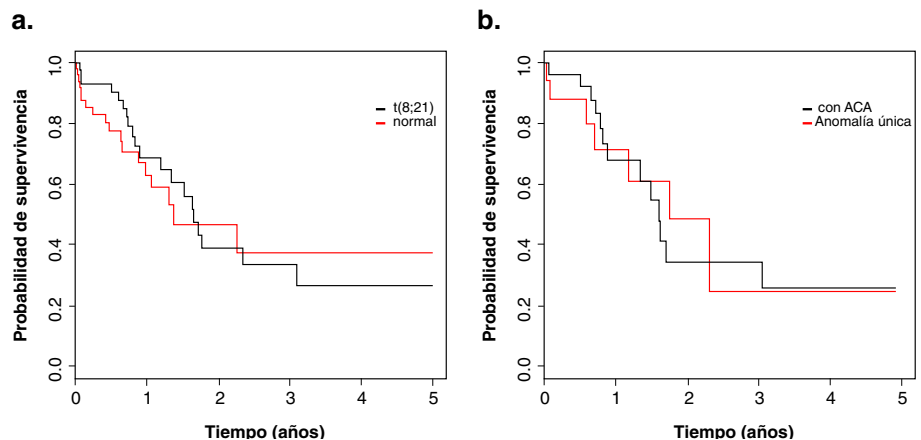 a.
Probabilidad de supervivencia
1.0
0.8
0.6
0.4
0.2
0.0
t(8;21)
normal
0 1 2 3 4 5
Tiempo (años)
b.
Probabilidad de supervivencia
1.0
0.8
0.6
0.4
0.2
0.0
con ACA
Anomalía única
0 1 2 3 4 5
Tiempo (años)